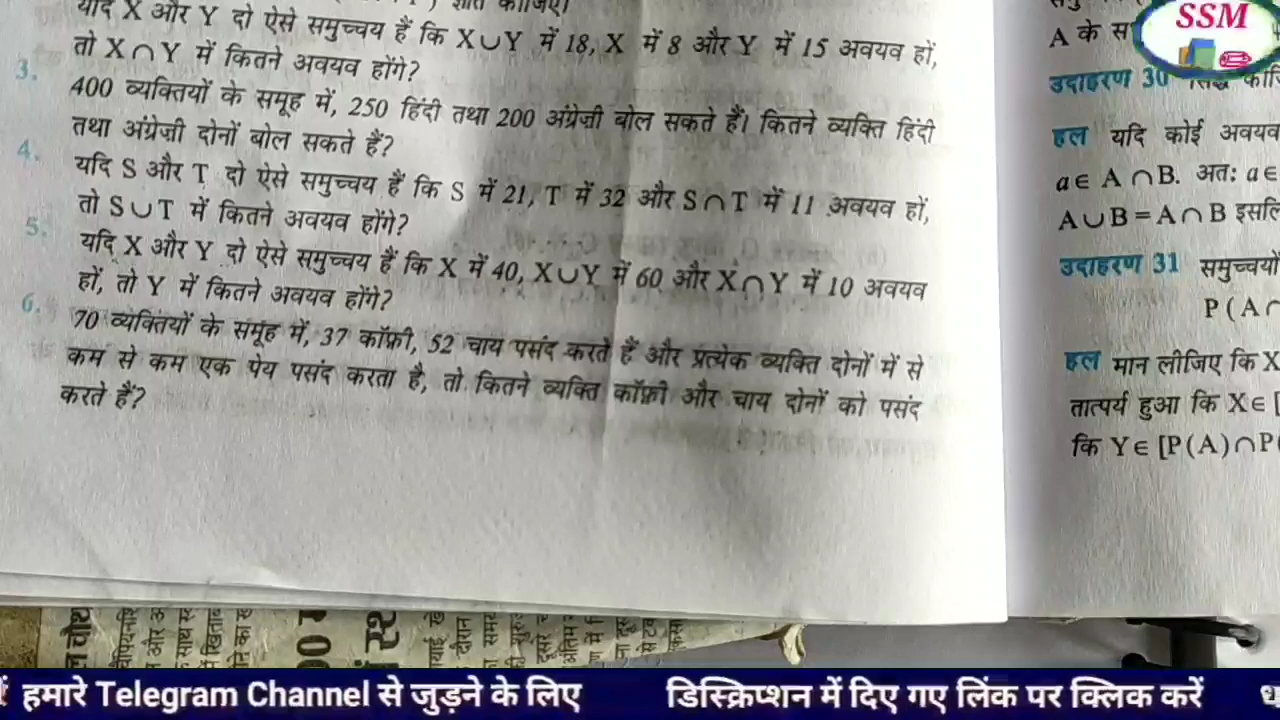 यदि X और Y दो ऐसे समुच्चय हैं कि X∪Y में 18, X में 8 और Y में 15 अवयव हों,
तो X∩Y में कितने अवयव होंगे?
3. 400 व्यक्तियों के समूह में, 250 हिंदी तथा 200 अंग्रेज़ी बोल सकते हैं। कितने व्यक्ति हिंदी
तथा अंग्रेज़ी दोनों बोल सकते हैं?
4. यदि S और T दो ऐसे समुच्चय हैं कि S में 21, T में 32 और S∩T में 11 अवयव हों,
तो S∪T में कितने अवयव होंगे?
5. यदि X और Y दो ऐसे समुच्चय हैं कि X में 40, X∪Y में 60 और X∩Y में 10 अवयव
हों, तो Y में कितने अवयव होंगे?
6. 70 व्यक्तियों के समूह में, 37 कॉफ़ी, 52 चाय पसंद करते हैं और प्रत्येक व्यक्ति दोनों में से
कम से कम एक पेय पसंद करता है, तो कितने व्यक्ति कॉफ़ी और चाय दोनों को पसंद
करते हैं?
SSM
A के
उदाहरण 30
हल यदि कोई अवयव
a∈ A∩B. अतः a∈
A∪B=A∩B
उदाहरण 31 समुच्चयों
P(A∩
हल मान लीजिए कि X
तात्पर्य हुआ कि X∈[
कि Y∈[P(A)∩P(
हमारे Telegram Channel से जुड़ने के लिए डिस्क्रिप्शन में दिए गए लिंक पर क्लिक करें